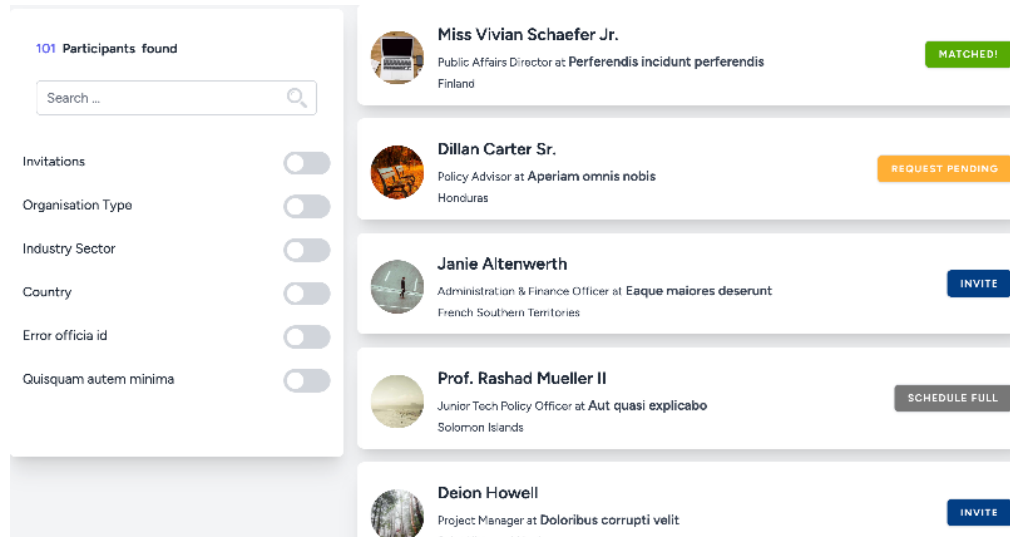 101 Participants found
Search ...
Invitations
Organisation Type
Industry Sector
Country
Error officia id
Quisquam autem minima
Miss Vivian Schaefer Jr.
Public Affairs Director at Perferendis incidunt perferendis
Finland
MATCHED!
Dillan Carter Sr.
Policy Advisor at Aperiam omnis nobis
Honduras
REQUEST PENDING
Janie Altenwerth
Administration & Finance Officer at Eaque maiores deserunt
French Southern Territories
INVITE
Prof. Rashad Mueller II
Junior Tech Policy Officer at Aut quasi explicabo
Solomon Islands
SCHEDULE FULL
Deion Howell
Project Manager at Doloribus corrupti velit
INVITE